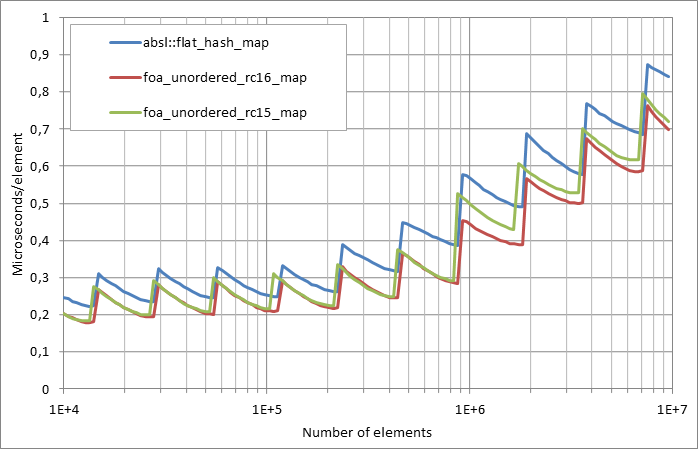 1
0,9
0,8
0,7
0,6
0,5
0,4
0,3
0,2
0,1
0
Microseconds/element
absl::flat_hash_map
foa_unordered_rc16_map
foa_unordered_rc15_map
1E+4
1E+5
1E+6
1E+7
Number of elements